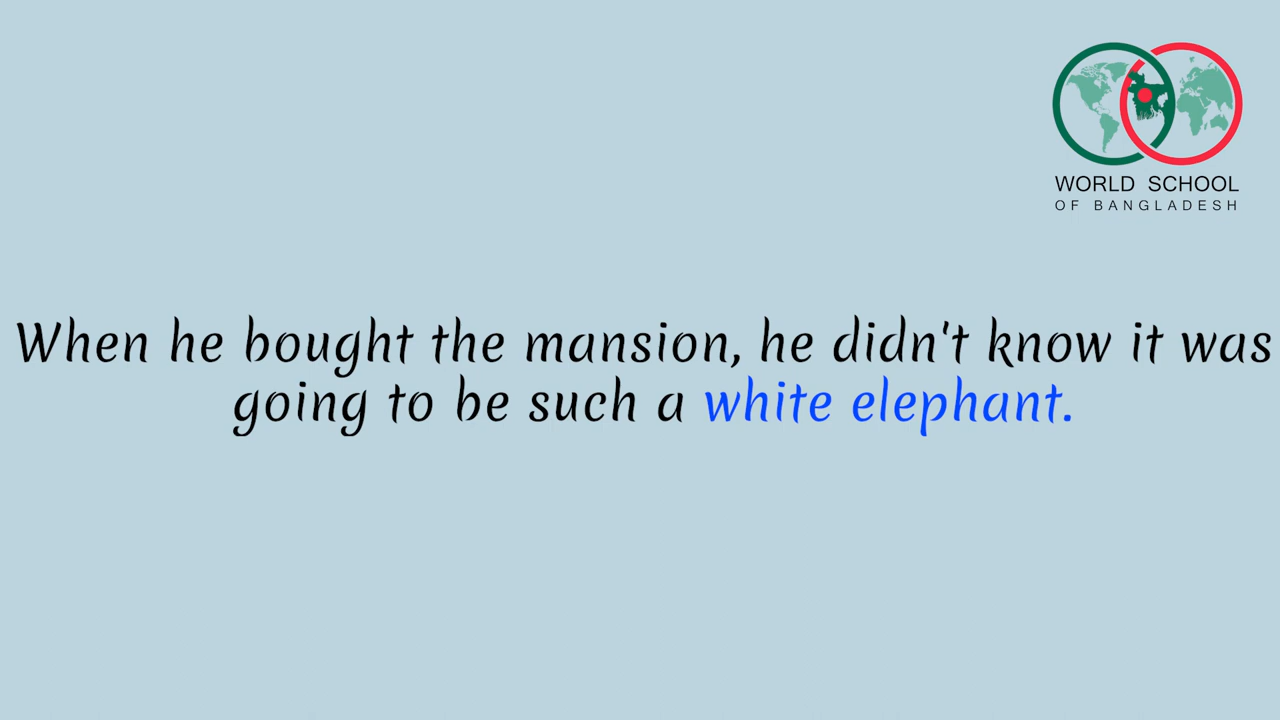 WORLD SCHOOL
OF BANGLADESH
When he bought the mansion, he didn't know it was
going to be such a white elephant.